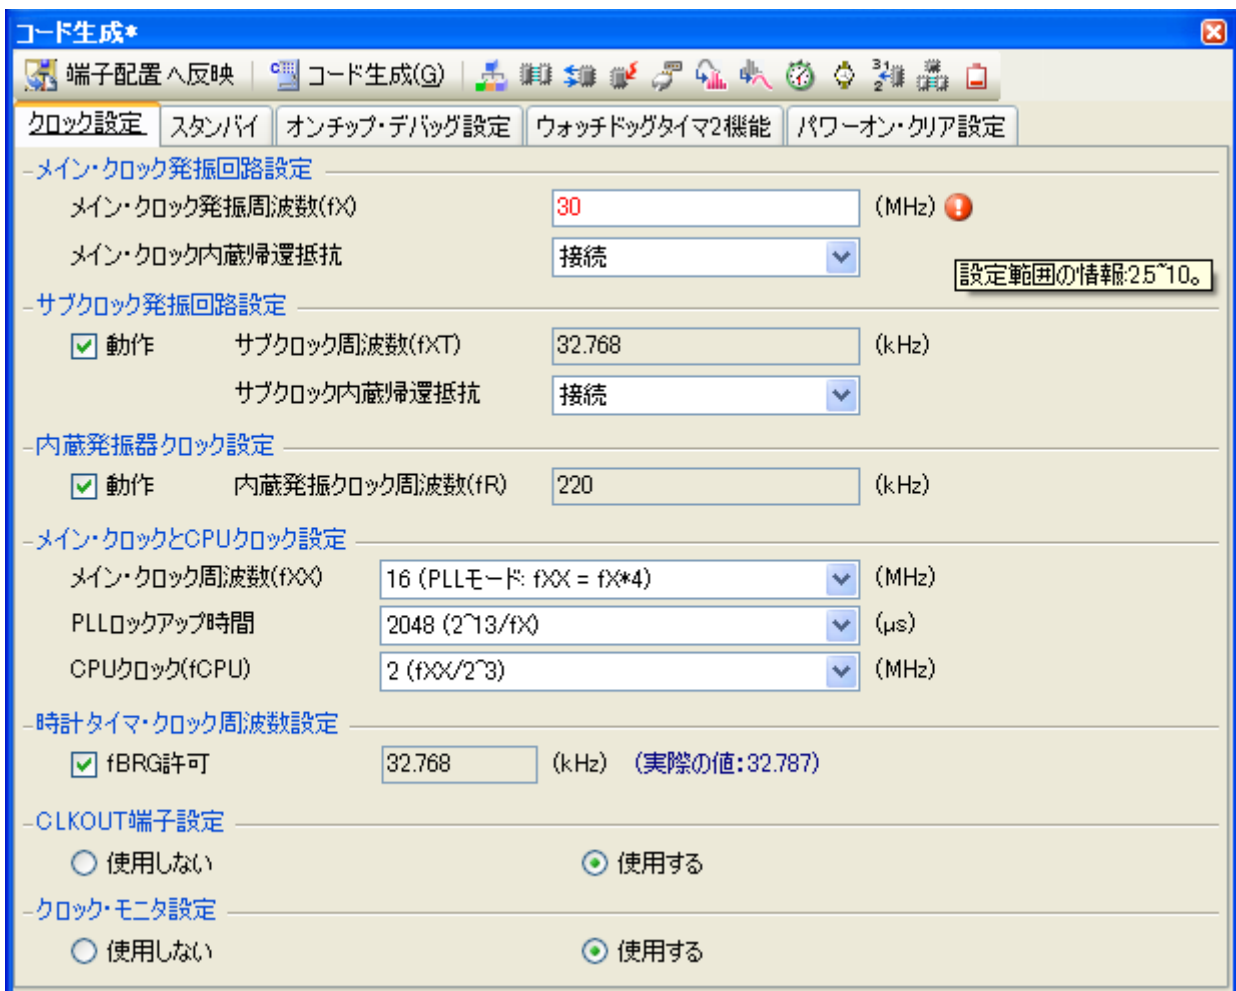 コード生成*
端子配置へ反映 コード生成(G)
クロック設定 スタンバイ オンチップ・デバッグ設定 ウォッチドッグタイマ2機能 パワーオン・クリア設定
メイン・クロック発振回路設定
メイン・クロック発振周波数(fX) 30 (MHz)
メイン・クロック内蔵帰還抵抗 接続
設定範囲の情報:2.5~10。
サブクロック発振回路設定
動作 サブクロック周波数(fXT) 32.768 (kHz)
サブクロック内蔵帰還抵抗 接続
内蔵発振器クロック設定
動作 内蔵発振クロック周波数(fR) 220 (kHz)
メイン・クロックとCPUクロック設定
メイン・クロック周波数(fXX) 16 (PLLモード: fXX = fX*4) (MHz)
PLLロックアップ時間 2048 (2^13/fX) (μs)
CPUクロック(fCPU) 2 (fXX/2^3) (MHz)
時計タイマ・クロック周波数設定
fBRG許可 32.768 (kHz) (実際の値:32.787)
CLKOUT端子設定
使用しない 使用する
クロック・モニタ設定
使用しない 使用する